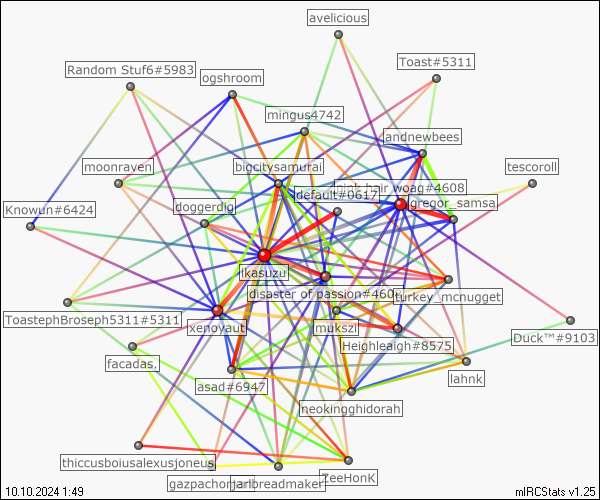 avelicious
Toast#5311
Random Stuf6#5983
ogshroom
mingus4742
andnewbees
bigcitysamurai
moonraven
tescoroll
pink hair woag#4608
default#0617
gregor_samsa
doggerdig
Knowun#6424
ikasuzu
disaster of passion#460
turkey_mcnugget
ToastephBroseph5311#5311
xenoyaut
mukszi
Duck™#9103
Heighleaigh#8575
facadas.
lahnk
asad#6947
neokingghidorah
thiccusboiusalexusjoneus
gazpachomarlbreadmaker
ZeeHonK
10.10.2024 1:49
mIRCStats v1.25